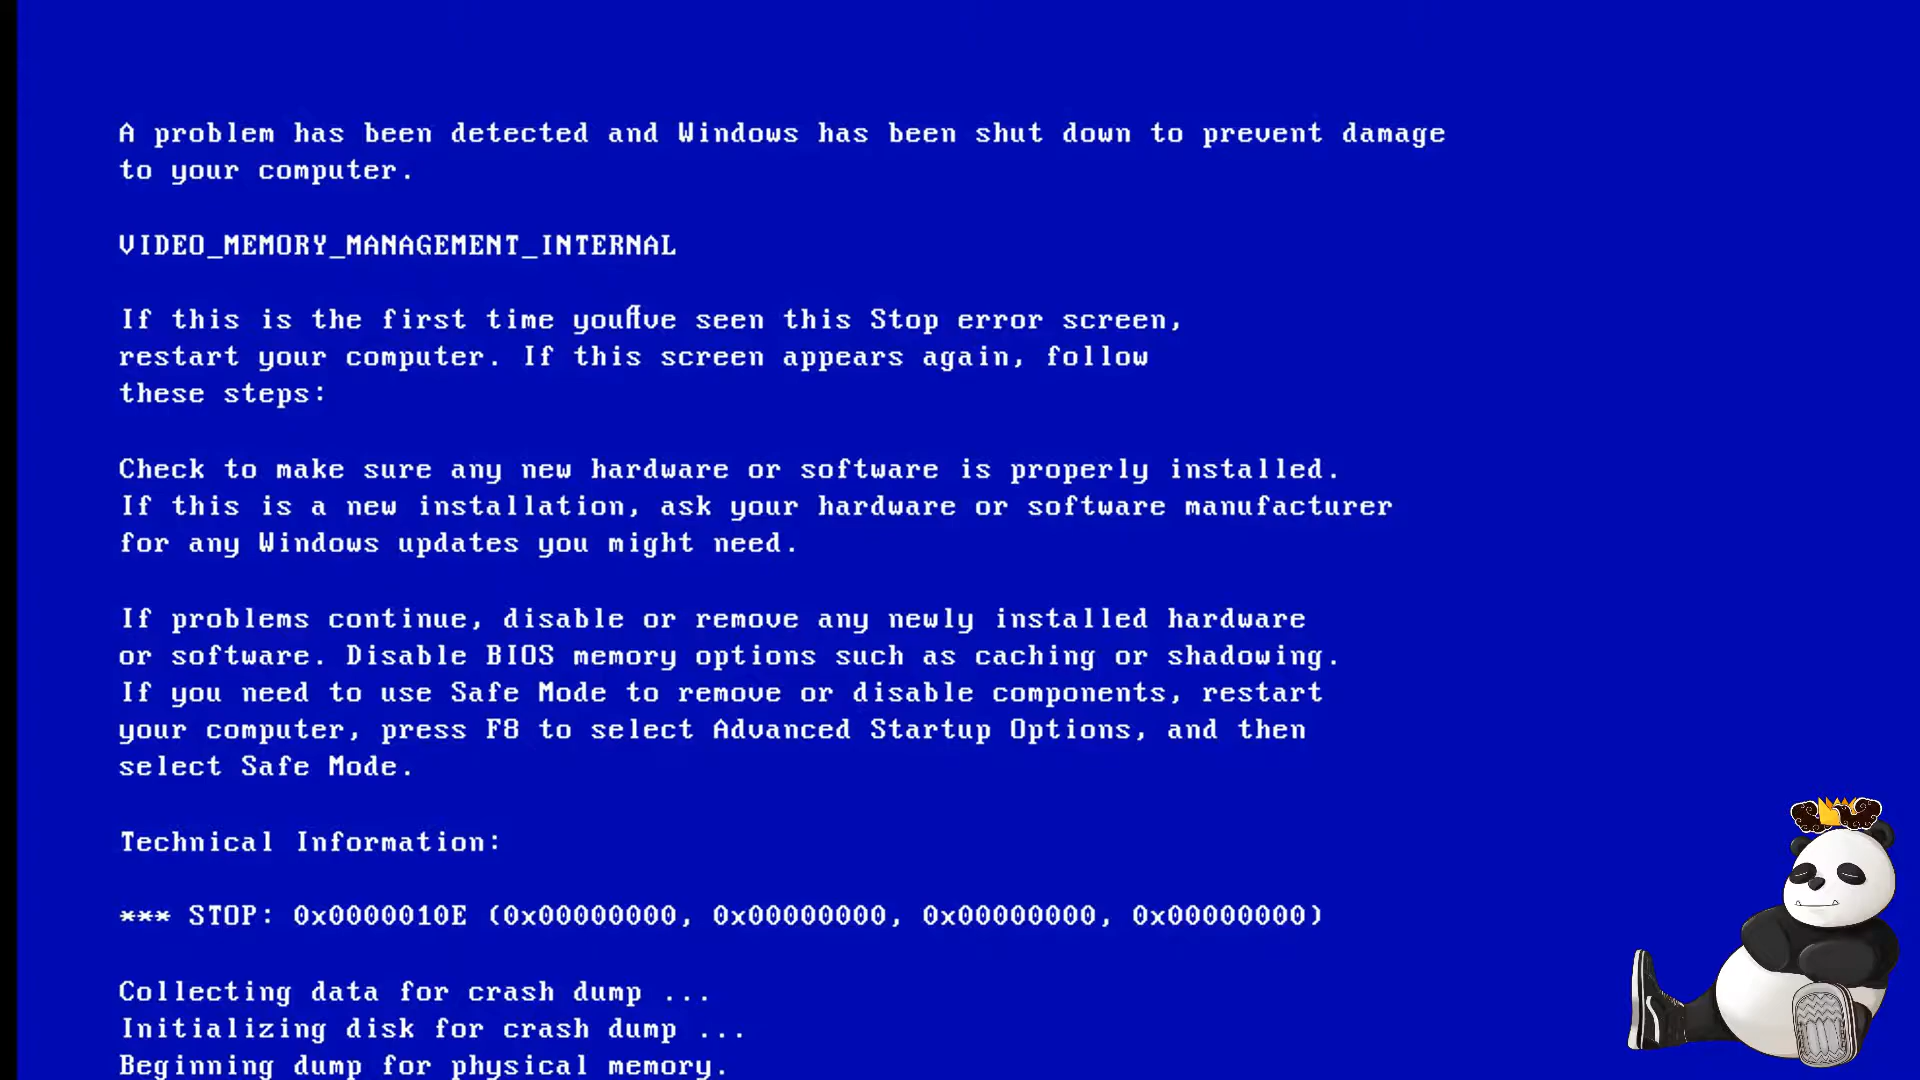 A problem has been detected and Windows has been shut down to prevent damage
to your computer.
VIDEO_MEMORY_MANAGEMENT_INTERNAL
If this is the first time youﬄve seen this Stop error screen,
restart your computer. If this screen appears again, follow
these steps:
Check to make sure any new hardware or software is properly installed.
If this is a new installation, ask your hardware or software manufacturer
for any Windows updates you might need.
If problems continue, disable or remove any newly installed hardware
or software. Disable BIOS memory options such as caching or shadowing.
If you need to use Safe Mode to remove or disable components, restart
your computer, press F8 to select Advanced Startup Options, and then
select Safe Mode.
Technical Information:
*** STOP: 0x0000010E (0x00000000, 0x00000000, 0x00000000, 0x00000000)
Collecting data for crash dump ...
Initializing disk for crash dump ...
Beginning dump for physical memory.